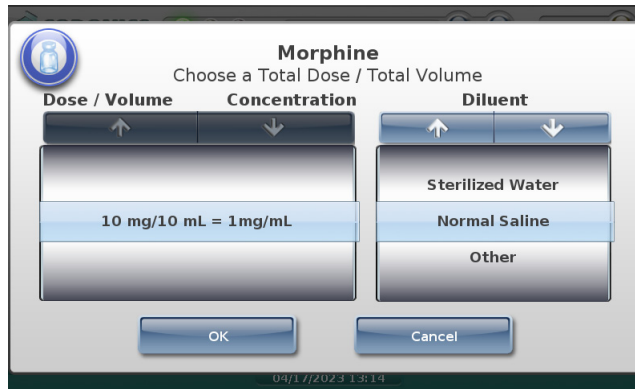 Morphine
Choose a Total Dose / Total Volume
Dose / Volume Concentration Diluent
Sterilized Water
10 mg/10 mL = 1mg/mL Normal Saline
Other
OK Cancel
04/17/2023 13:14